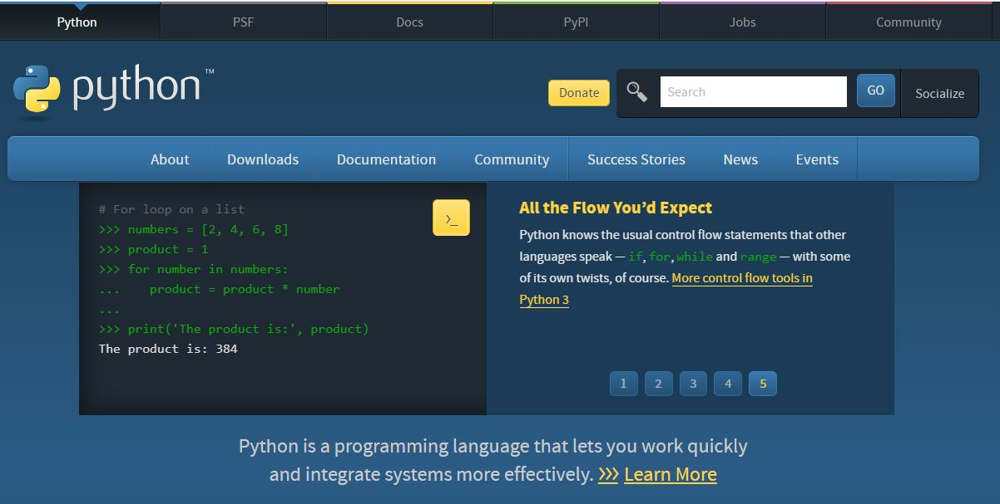 Python PSF Docs PyPI Jobs Community
python™
Donate Search GO Socialize
About Downloads Documentation Community Success Stories News Events
# For loop on a list
>>> numbers = [2, 4, 6, 8]
>>> product = 1
>>> for number in numbers:
...    product = product * number
...
>>> print('The product is:', product)
The product is: 384
>_
All the Flow You’d Expect
Python knows the usual control flow statements that other
languages speak — if, for, while and range — with some
of its own twists, of course. More control flow tools in
Python 3
1 2 3 4 5
Python is a programming language that lets you work quickly
and integrate systems more effectively. >>> Learn More